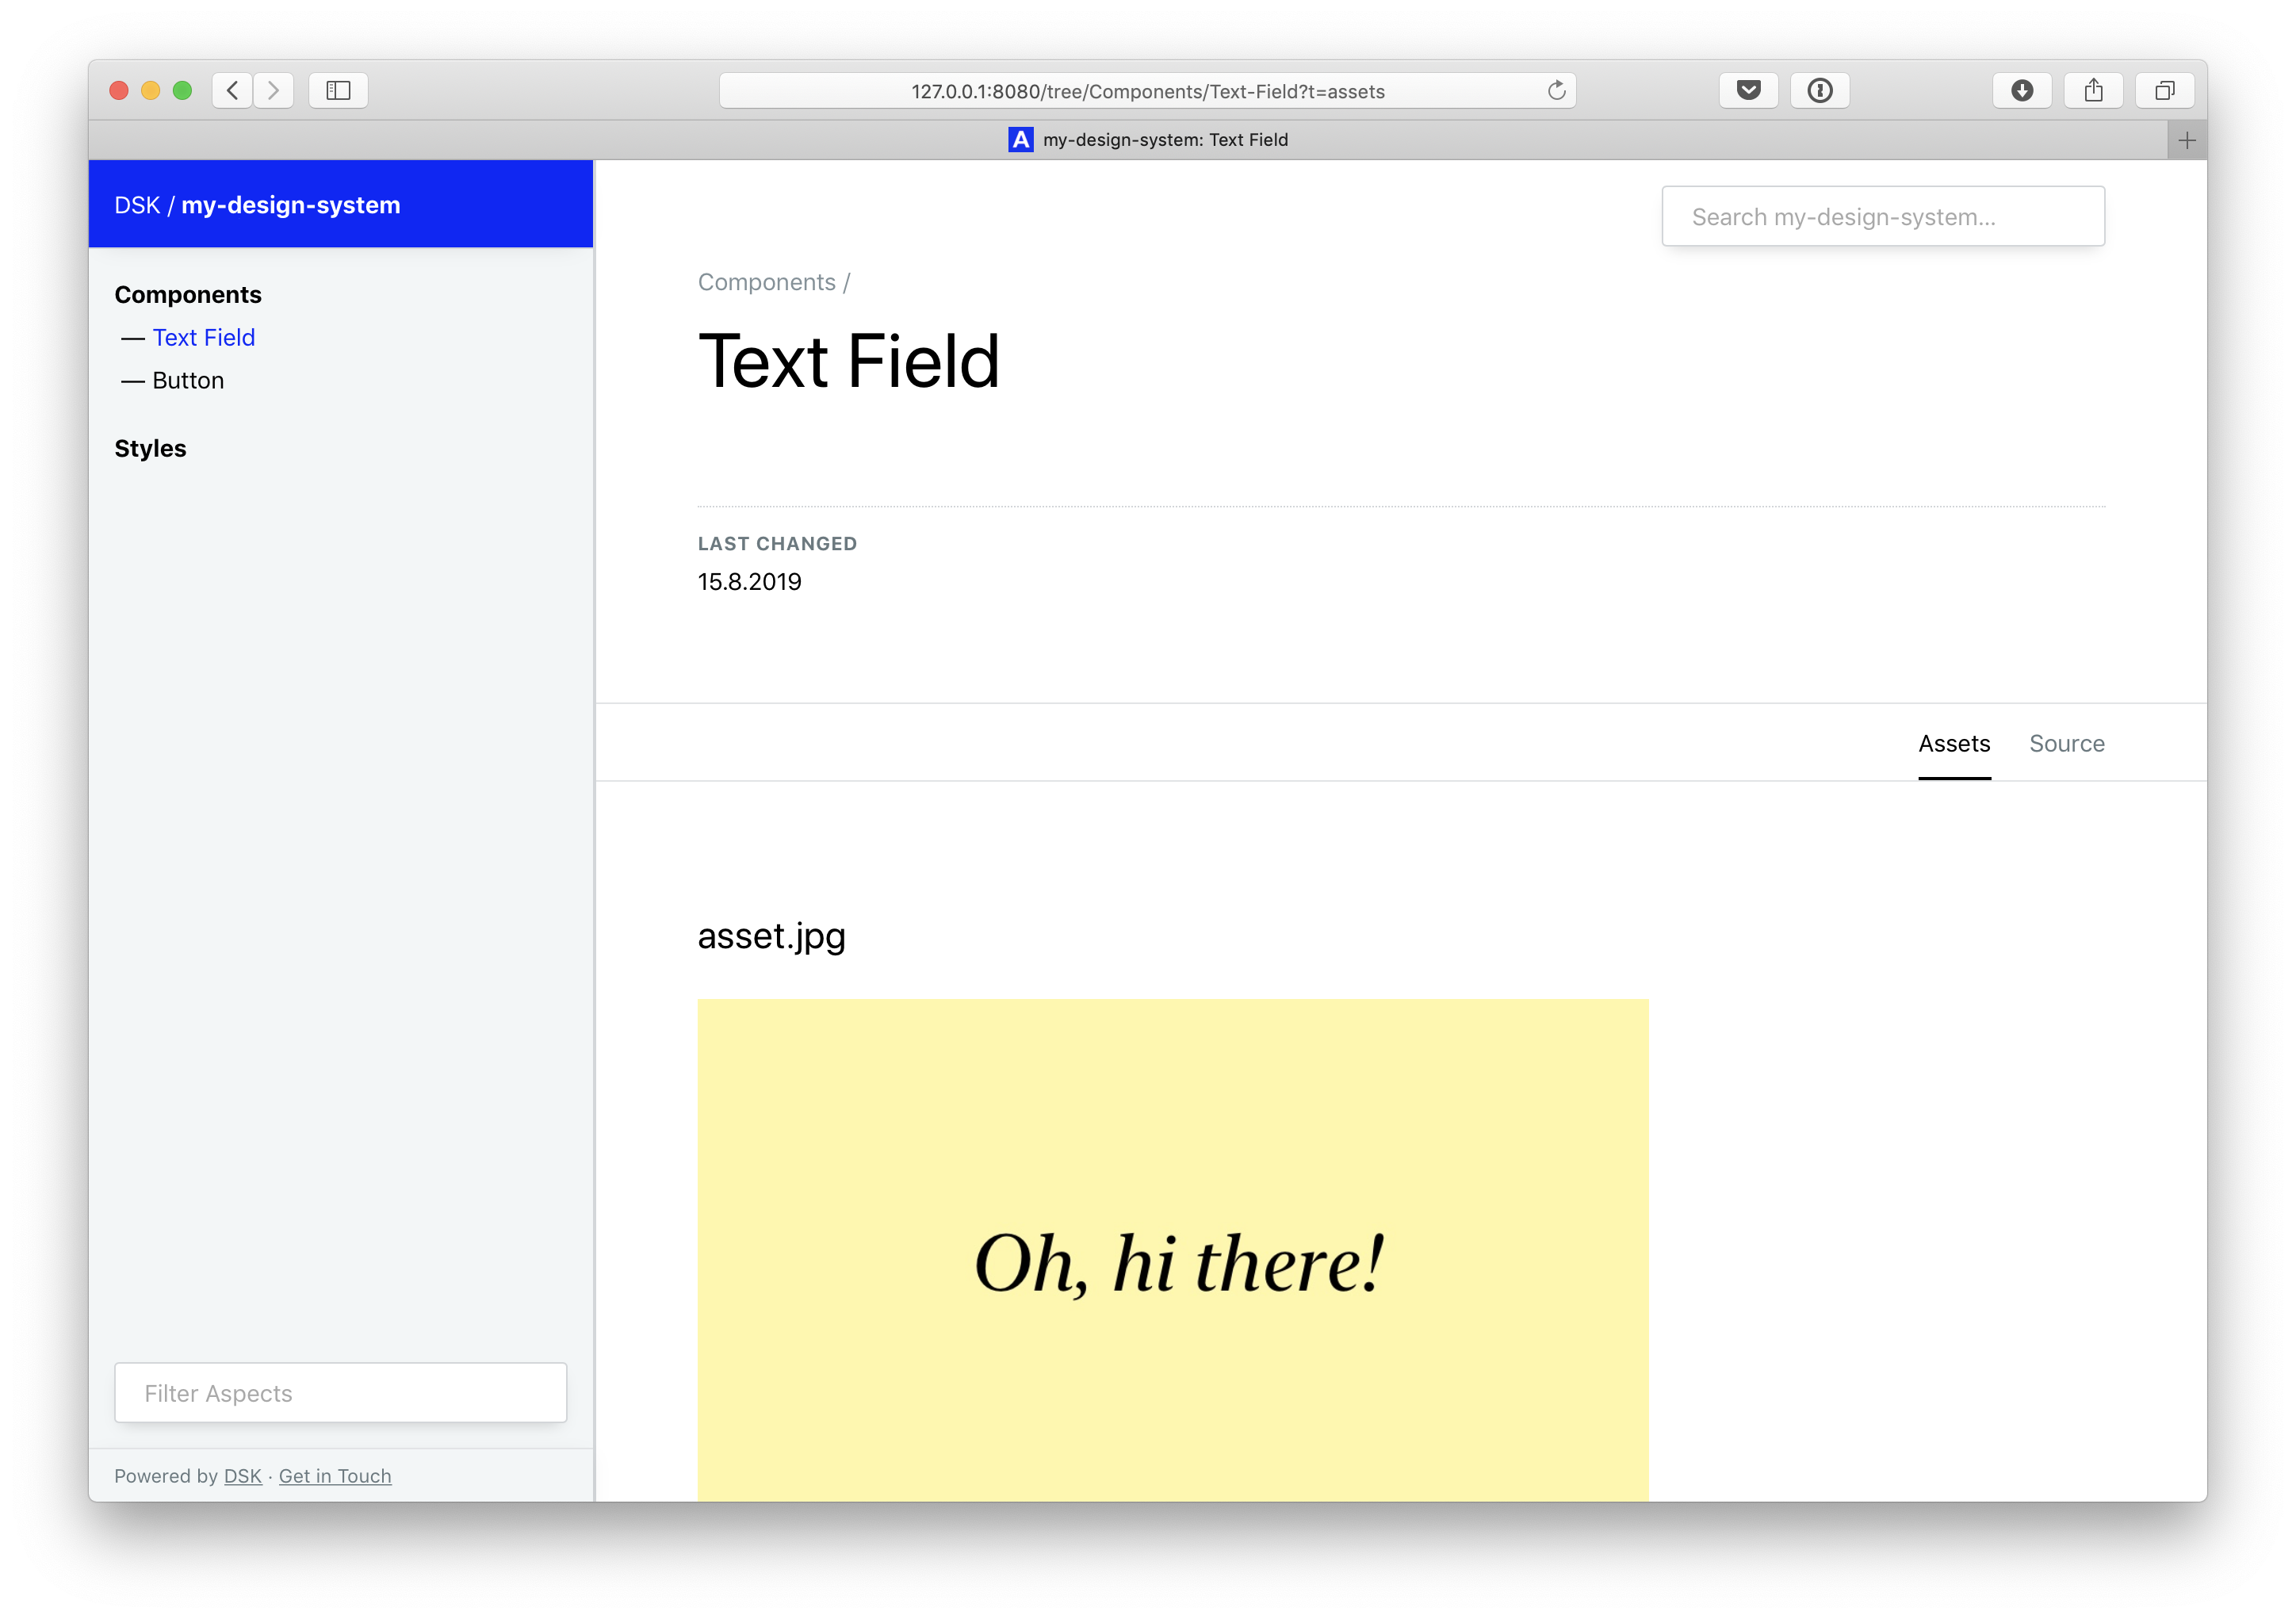 127.0.0.1:8080/tree/Components/Text-Field?t=assets
A my-design-system: Text Field
DSK / my-design-system
Search my-design-system...
Components
— Text Field
— Button
Styles
Components /
Text Field
LAST CHANGED
15.8.2019
Assets Source
asset.jpg
Oh, hi there!
Filter Aspects
Powered by DSK · Get in Touch